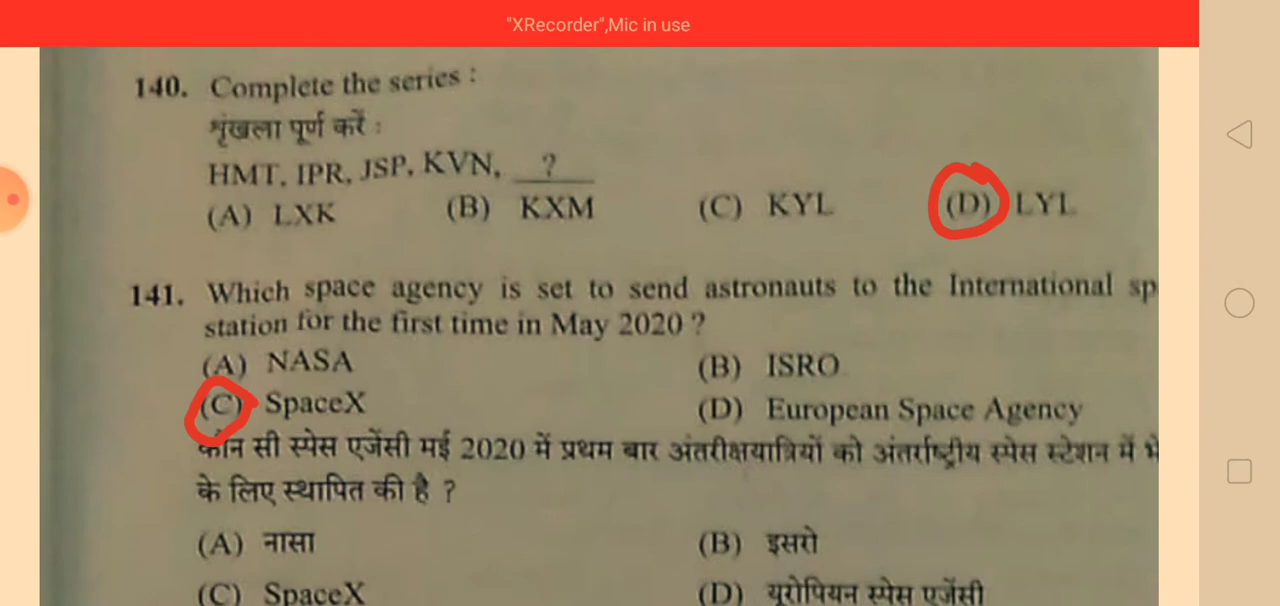 "XRecorder",Mic in use
140. Complete the series :
शृंखला पूर्ण करें :
HMT, IPR, JSP, KVN, ?
(A) LXK (B) KXM (C) KYL (D) LYL
141. Which space agency is set to send astronauts to the International sp
station for the first time in May 2020 ?
(A) NASA (B) ISRO
(C) SpaceX (D) European Space Agency
कौन सी स्पेस एजेंसी मई 2020 में प्रथम बार अंतरीक्षयात्रियों को अंतर्राष्ट्रीय स्पेस स्टेशन में भे
के लिए स्थापित की है ?
(A) नासा (B) इसरो
(C) SpaceX (D) यूरोपियन स्पेस एजेंसी